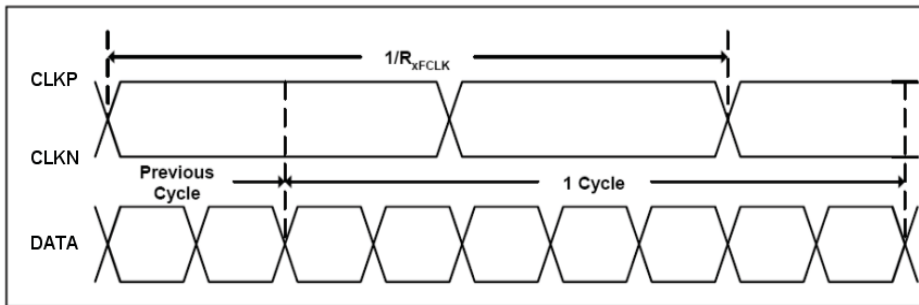 1/RxFCLK
CLKP
CLKN
Previous
Cycle
1 Cycle
DATA